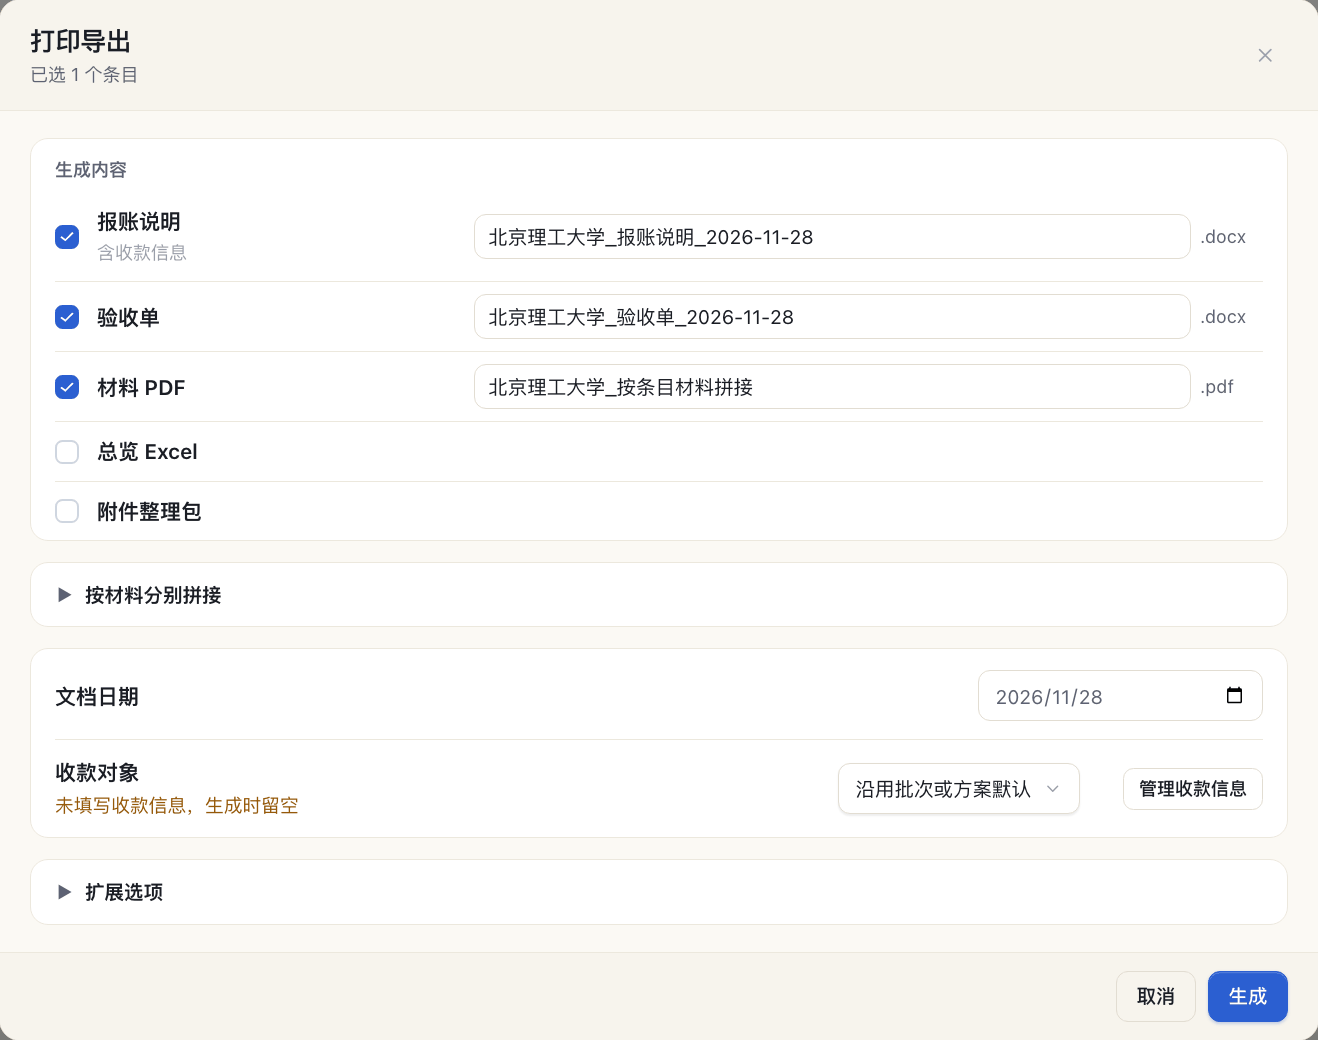 打印导出
已选 1 个条目
生成内容
报账说明
含收款信息
北京理工大学_报账说明_2026-11-28
.docx
验收单
北京理工大学_验收单_2026-11-28
.docx
材料 PDF
北京理工大学_按条目材料拼接
.pdf
总览 Excel
附件整理包
按材料分别拼接
文档日期
2026/11/28
收款对象
未填写收款信息，生成时留空
沿用批次或方案默认
管理收款信息
扩展选项
取消
生成